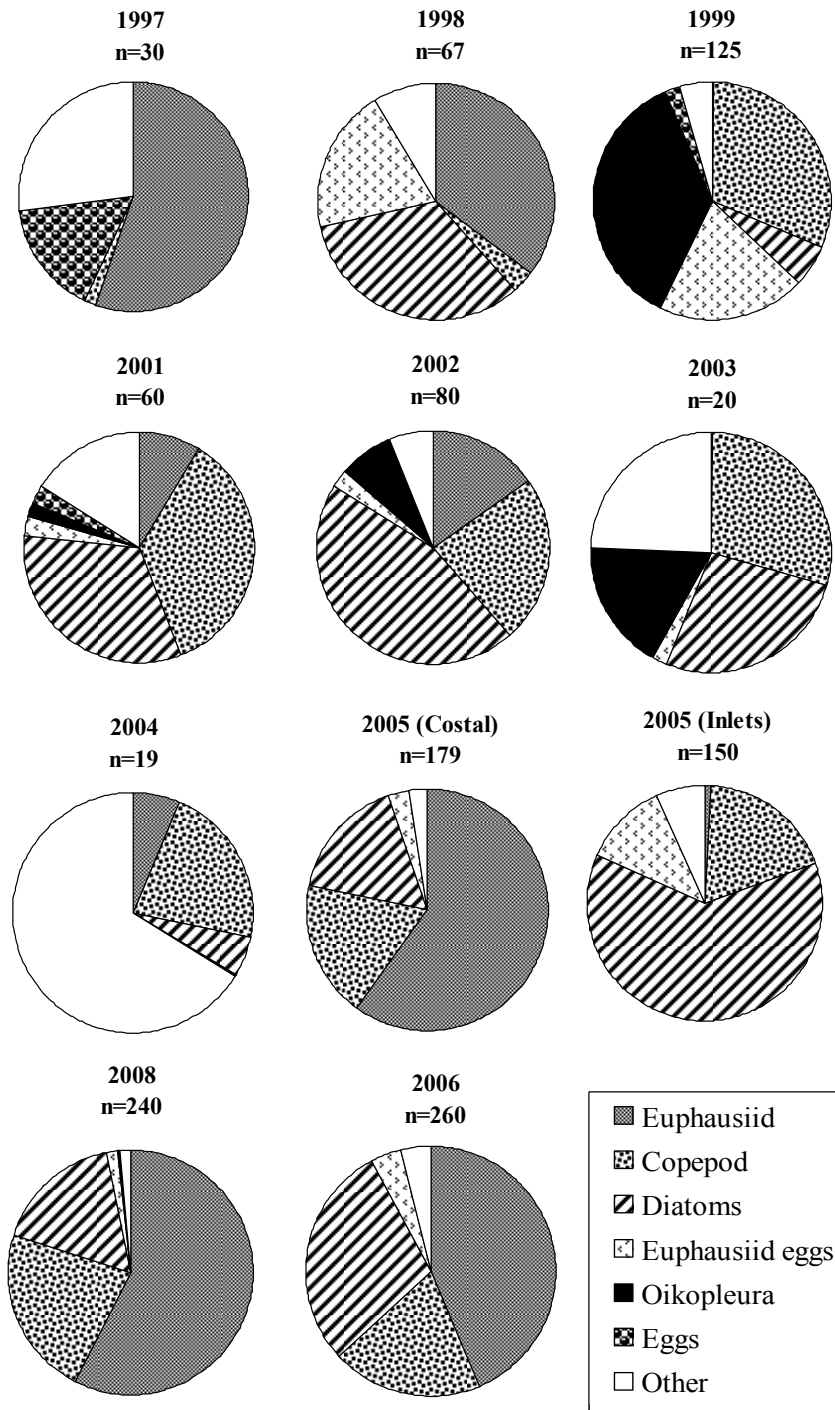 1997
n=30
1998
n=67
1999
n=125
2001
n=60
2002
n=80
2003
n=20
2004
n=19
2005 (Costal)
n=179
2005 (Inlets)
n=150
2008
n=240
2006
n=260
Euphausiid
Copepod
Diatoms
Euphausiid eggs
Oikopleura
Eggs
Other